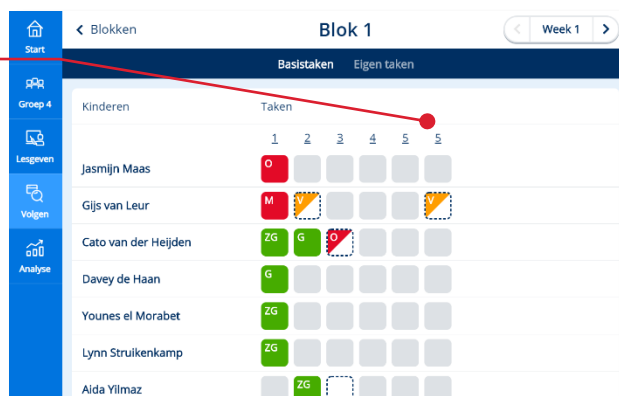 Start
Groep 4
Lesgeven
Volgen
Analyse
Blokken
Blok 1
Week 1
Basistaken Eigen taken
Kinderen Taken
1 2 3 4 5 5
Jasmijn Maas O
Gijs van Leur M V V
Cato van der Heijden ZG G O
Davey de Haan G
Younes el Morabet ZG
Lynn Struikenkamp ZG
Aida Yilmaz ZG